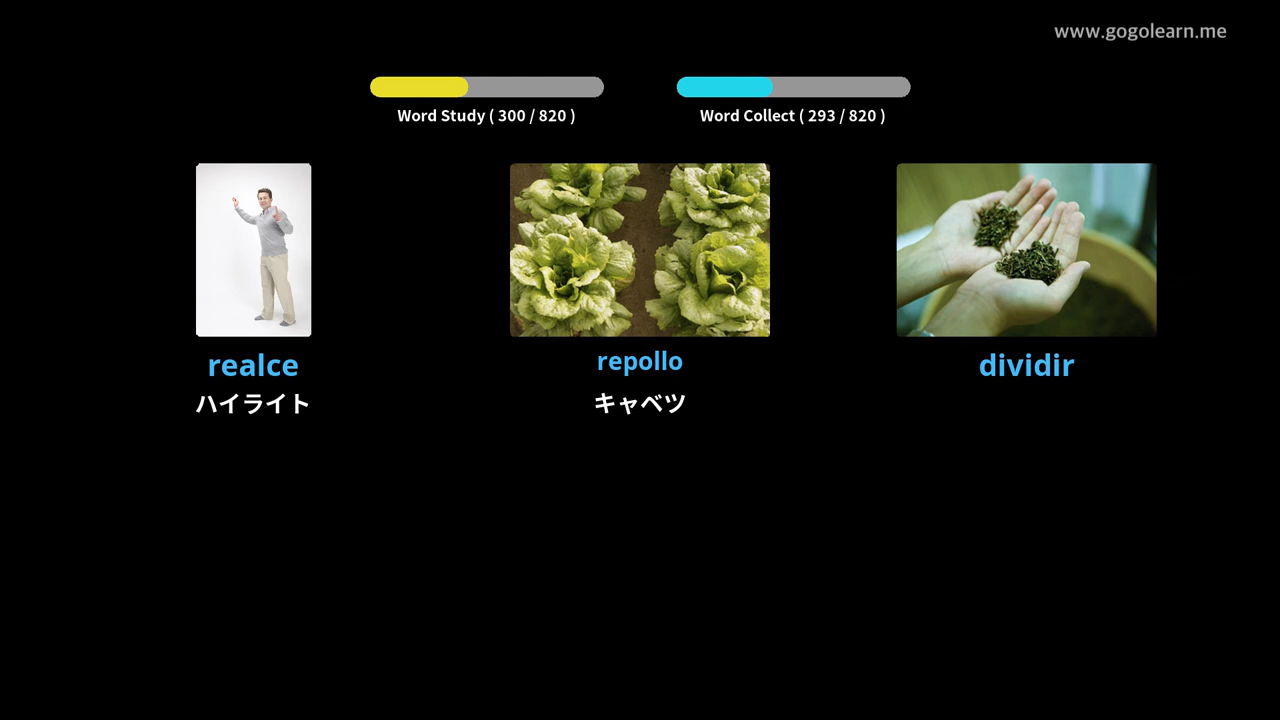 www.gogolearn.me
Word Study ( 300 / 820 )
Word Collect ( 293 / 820 )
realce
repollo
dividir
ハイライト
キャベツ